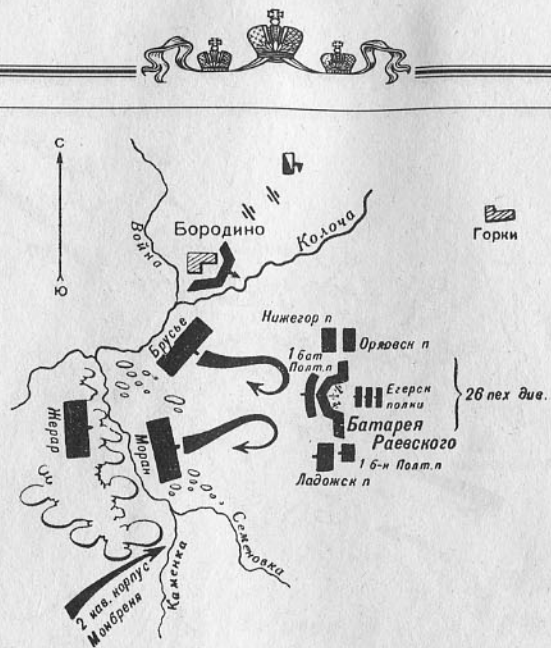 С
Ю
Война
Бородино
Колоча
Горки
Нижегор п
Орловск п
1 бат
Полт. п
Егерск
полки
26 пех див.
Батарея
Раевского
1 б-н Полт. п
Ладожск п
Брусье
Жерар
Моран
Семеновка
Каменка
2 кав. корпус
Монбреня